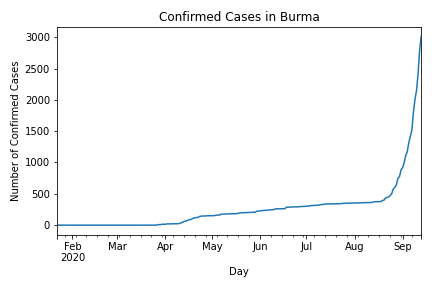 Confirmed Cases in Burma
Number of Confirmed Cases
3000
2500
2000
1500
1000
500
0
Feb Mar Apr May Jun Jul Aug Sep
2020
Day